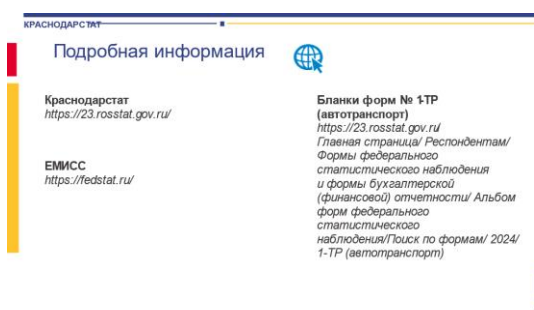 КРАСНОДАРСТАТ
Подробная информация
Краснодарстат
https://23.rosstat.gov.ru/
ЕМИСС
https://fedstat.ru/
Бланки форм № 1-ТР
(автотранспорт)
https://23.rosstat.gov.ru/
Главная страница/ Респондентам/
Формы федерального
статистического наблюдения
и формы бухгалтерской
(финансовой) отчетности/ Альбом
форм федерального
статистического
наблюдения/Поиск по формам/ 2024/
1-ТР (автотранспорт)